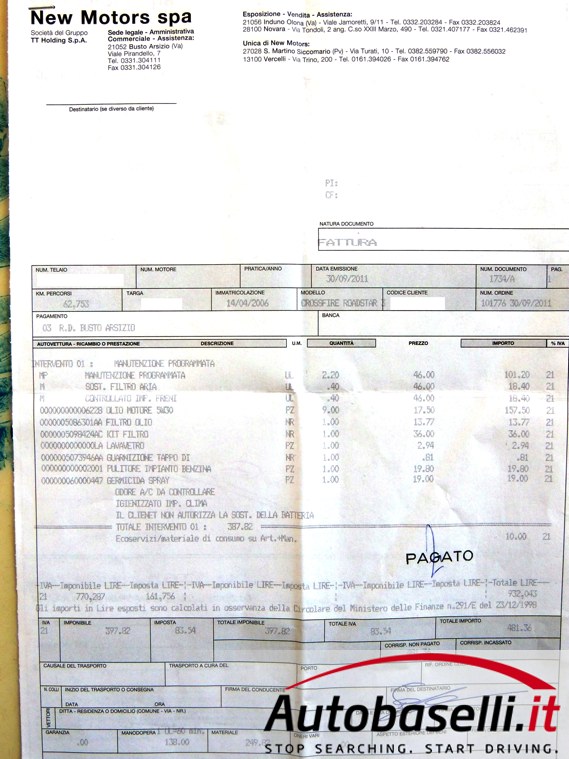 New Motors spa
Società del Gruppo
TT Holding S.p.A.
Sede legale - Amministrativa
Commerciale - Assistenza:
21052 Busto Arsizio (Va)
Viale Pirandello, 7
Tel. 0331.304111
Fax 0331.304126
Esposizione - Vendita - Assistenza:
21056 Induno Olona (Va) - Viale Jamoretti, 9/11 - Tel. 0332.203284 - Fax 0332.203824
28100 Novara - Via Tondoli, 2 ang. C.so XXIII Marzo, 490 - Tel. 0321.407177 - Fax 0321.462391
Unica di New Motors:
27028 S. Martino Siccomario (Pv) - Via Turati, 10 - Tel. 0382.559790 - Fax 0382.556032
13100 Vercelli - Via Trino, 200 - Tel. 0161.394026 - Fax 0161.394762
Destinatario (se diverso da cliente)
PI:
CF:
NATURA DOCUMENTO
FATTURA
NUM. TELAIO NUM. MOTORE PRATICA/ANNO DATA EMISSIONE NUM. DOCUMENTO PAG.
30/09/2011 1734/A 1
KM. PERCORSI TARGA IMMATRICOLAZIONE MODELLO CODICE CLIENTE NUM. ORDINE
62,753 14/04/2006 CROSSFIRE ROADSTAR 3 101776 30/09/2011
PAGAMENTO BANCA
03 R.D. BUSTO ARSIZIO
AUTOVETTURA - RICAMBIO O PRESTAZIONE DESCRIZIONE U.M. QUANTITÀ PREZZO IMPORTO % IVA
INTERVENTO 01 : MANUTENZIONE PROGRAMMATA
MP MANUTENZIONE PROGRAMMATA UL 2.20 46.00 101.20 21
M SOST. FILTRO ARIA UL .40 46.00 18.40 21
M CONTROLLATO IMP. FRENI UL .40 46.00 18.40 21
000000000006228 OLIO MOTORE 5W30 PZ 9.00 17.50 157.50 21
0000005086301AA FILTRO OLIO NR 1.00 13.77 13.77 21
0000005098424AC KIT FILTRO NR 1.00 36.00 36.00 21
0000000000000LA LAVAVETRO PZ 1.00 2.94 2.94 21
0000005073946AA GUARNIZIONE TAPPO DI NR 1.00 .81 .81 21
000000000002001 PULITORE IMPIANTO BENZINA PZ 1.00 19.80 19.80 21
000000060000447 GERMICIDA SPRAY PZ 1.00 19.00 19.00 21
ODORE A/C DA CONTROLLARE
IGIENIZZATO IMP. CLIMA
IL CLIENET NON AUTORIZZA LA SOST. DELLA BATTERIA
TOTALE INTERVENTO 01 : 387.82
Ecoserviri/materiale di consumo su Art.+Man. 10.00 21
PAGATO
-IVA--Imponibile LIRE--Imposta LIRE-¦-IVA--Imponibile LIRE--Imposta LIRE-¦-IVA--Imponibile LIRE--Imposta LIRE-¦-Totale LIRE--
21 770,287 161,756 ¦ ¦ ¦ 932,043
Gli importi in Lire esposti sono calcolati in osservanza della Circolare del Ministero delle Finanze n.291/E del 23/12/1998
IVA IMPONIBILE IMPOSTA TOTALE IMPONIBILE TOTALE IVA TOTALE IMPORTO
21 397.82 83.54 397.82 83.54 481.36
CORRISP. NON PAGATO CORRISP. INCASSATO
CAUSALE DEL TRASPORTO TRASPORTO A CURA DEL: PORTO
N. COLLI INIZIO DEL TRASPORTO O CONSEGNA FIRMA DEL CONDUCENTE FIRMA DEL DESTINATARIO
DATA ORA
VETTORI DITTA - RESIDENZA O DOMICILIO (COMUNE - VIA - NR.)
GARANZIA MANODOPERA MATERIALE
.00 138.00
Autobaselli.it
STOP SEARCHING. START DRIVING.